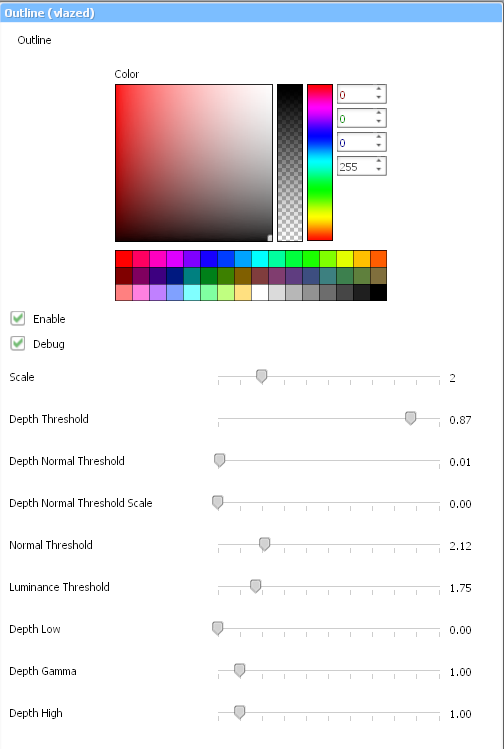 Outline (vlazed)
Outline
Color
0
0
0
255
Enable
Debug
Scale 2
Depth Threshold 0.87
Depth Normal Threshold 0.01
Depth Normal Threshold Scale 0.00
Normal Threshold 2.12
Luminance Threshold 1.75
Depth Low 0.00
Depth Gamma 1.00
Depth High 1.00